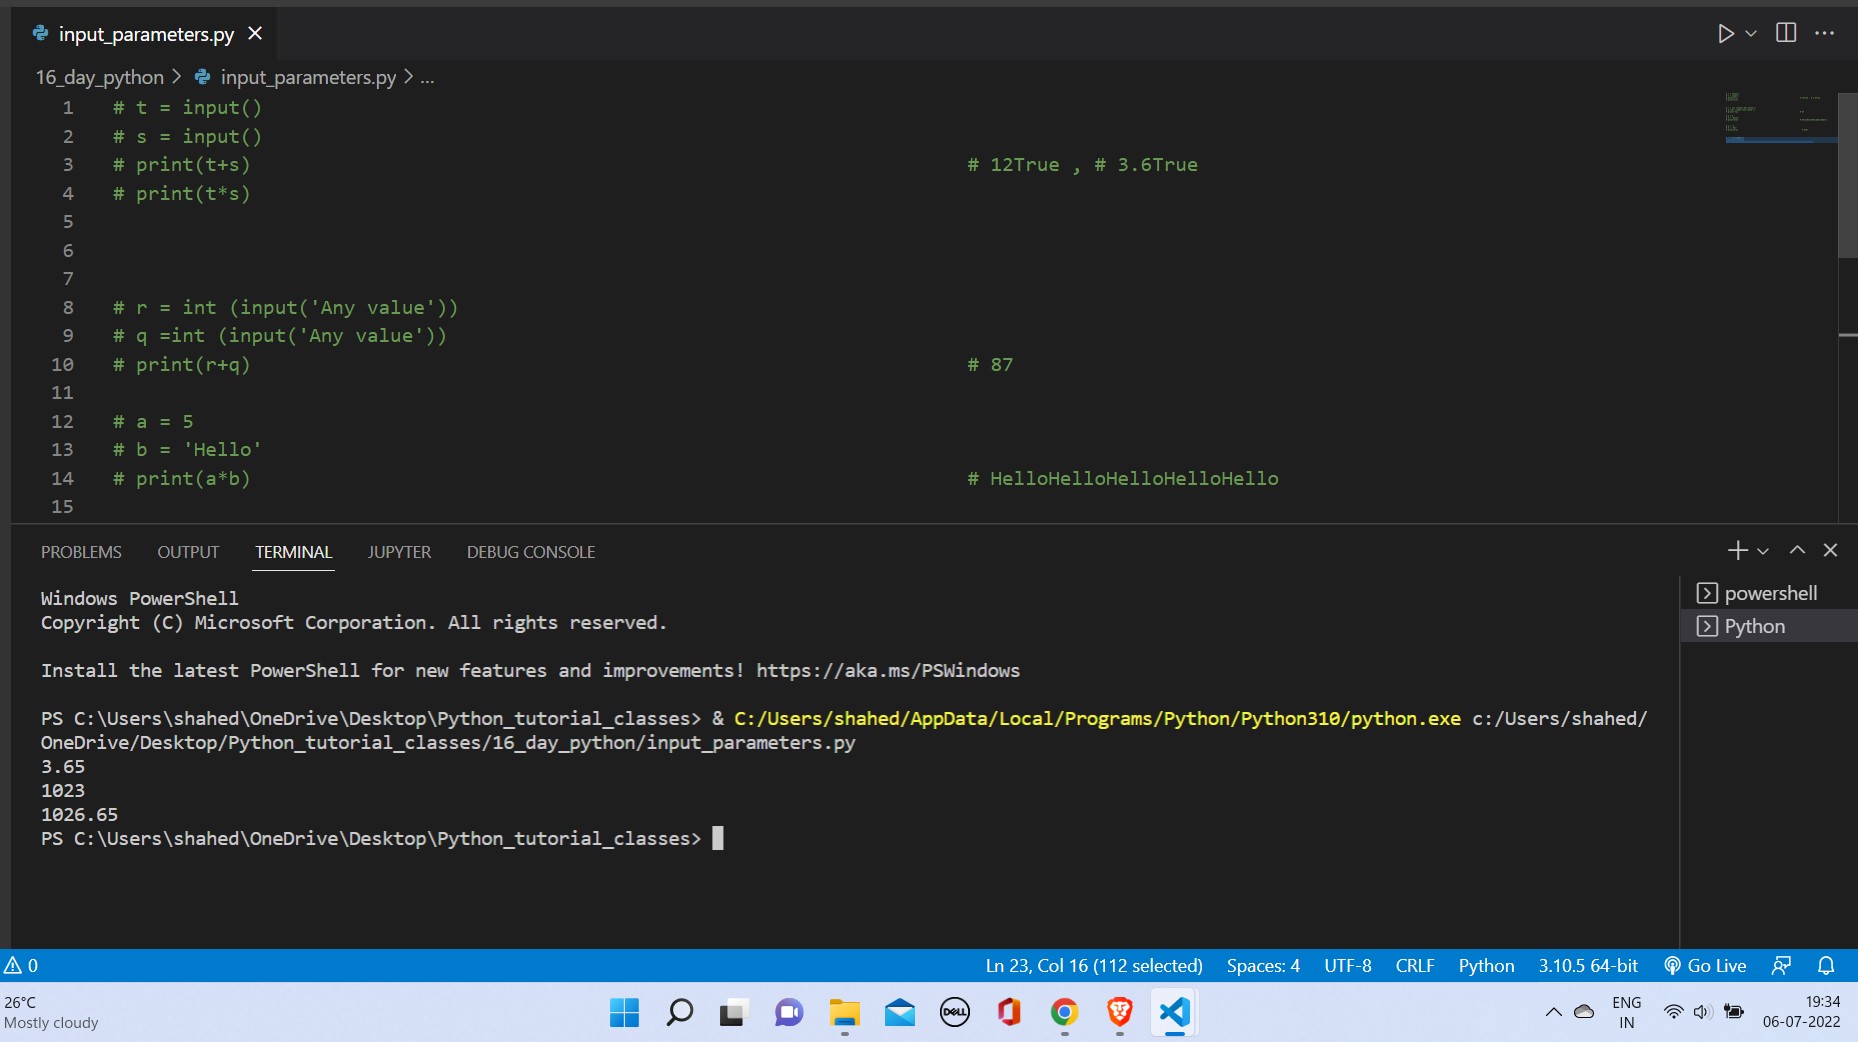 input_parameters.py
16_day_python > input_parameters.py > ...
1 # t = input()
2 # s = input()
3 # print(t+s) # 12True , # 3.6True
4 # print(t*s)
5
6
7
8 # r = int (input('Any value'))
9 # q =int (input('Any value'))
10 # print(r+q) # 87
11
12 # a = 5
13 # b = 'Hello'
14 # print(a*b) # HelloHelloHelloHelloHello
15
PROBLEMS OUTPUT TERMINAL JUPYTER DEBUG CONSOLE
powershell
Python
Windows PowerShell
Copyright (C) Microsoft Corporation. All rights reserved.
Install the latest PowerShell for new features and improvements! https://aka.ms/PSWindows
PS C:\Users\shahed\OneDrive\Desktop\Python_tutorial_classes> & C:/Users/shahed/AppData/Local/Programs/Python/Python310/python.exe c:/Users/shahed/
OneDrive/Desktop/Python_tutorial_classes/16_day_python/input_parameters.py
3.65
1023
1026.65
PS C:\Users\shahed\OneDrive\Desktop\Python_tutorial_classes>
0 Ln 23, Col 16 (112 selected) Spaces: 4 UTF-8 CRLF Python 3.10.5 64-bit Go Live
26°C
Mostly cloudy
DELL
ENG
IN
19:34
06-07-2022